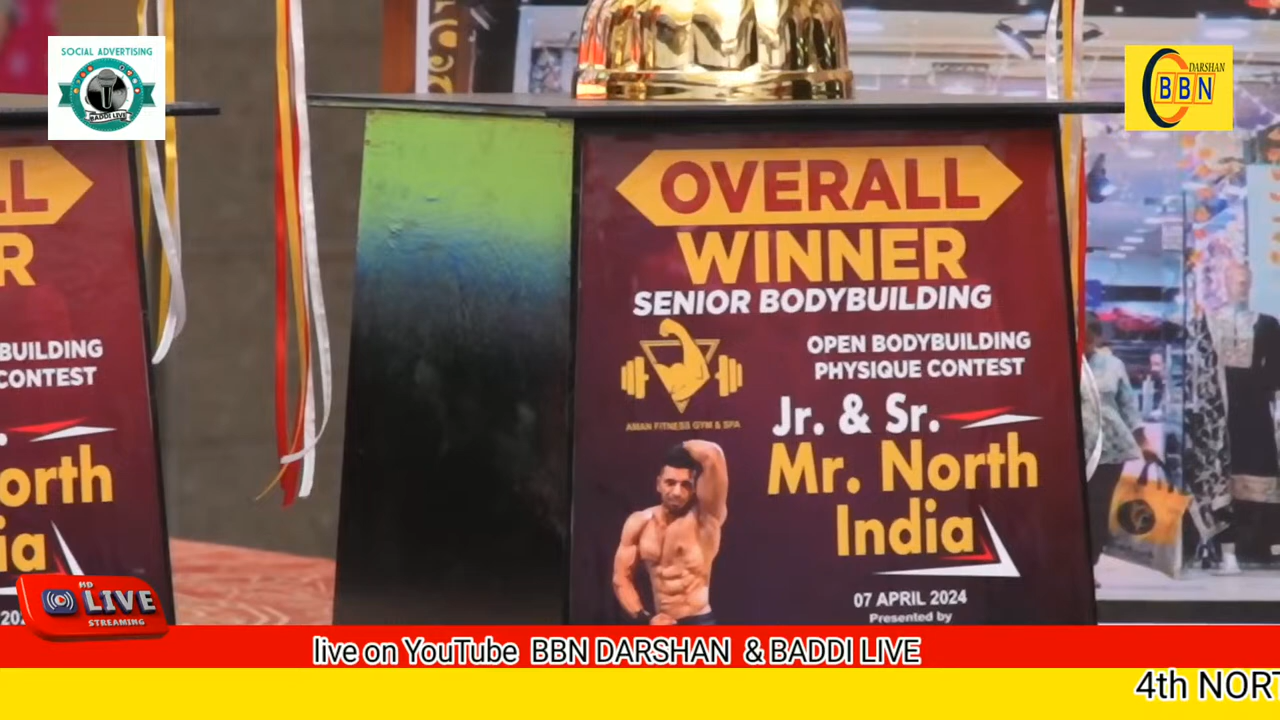 SOCIAL ADVERTISING
BADDI LIVE
DARSHAN
BBN
LL
R
BUILDING
CONTEST
orth
ia
OVERALL
WINNER
SENIOR BODYBUILDING
AMAN FITNESS GYM & SPA
OPEN BODYBUILDING
PHYSIQUE CONTEST
Jr. & Sr.
Mr. North
India
07 APRIL 2024
Presented by
HD
LIVE
STREAMING
live on YouTube BBN DARSHAN & BADDI LIVE
4th NORT